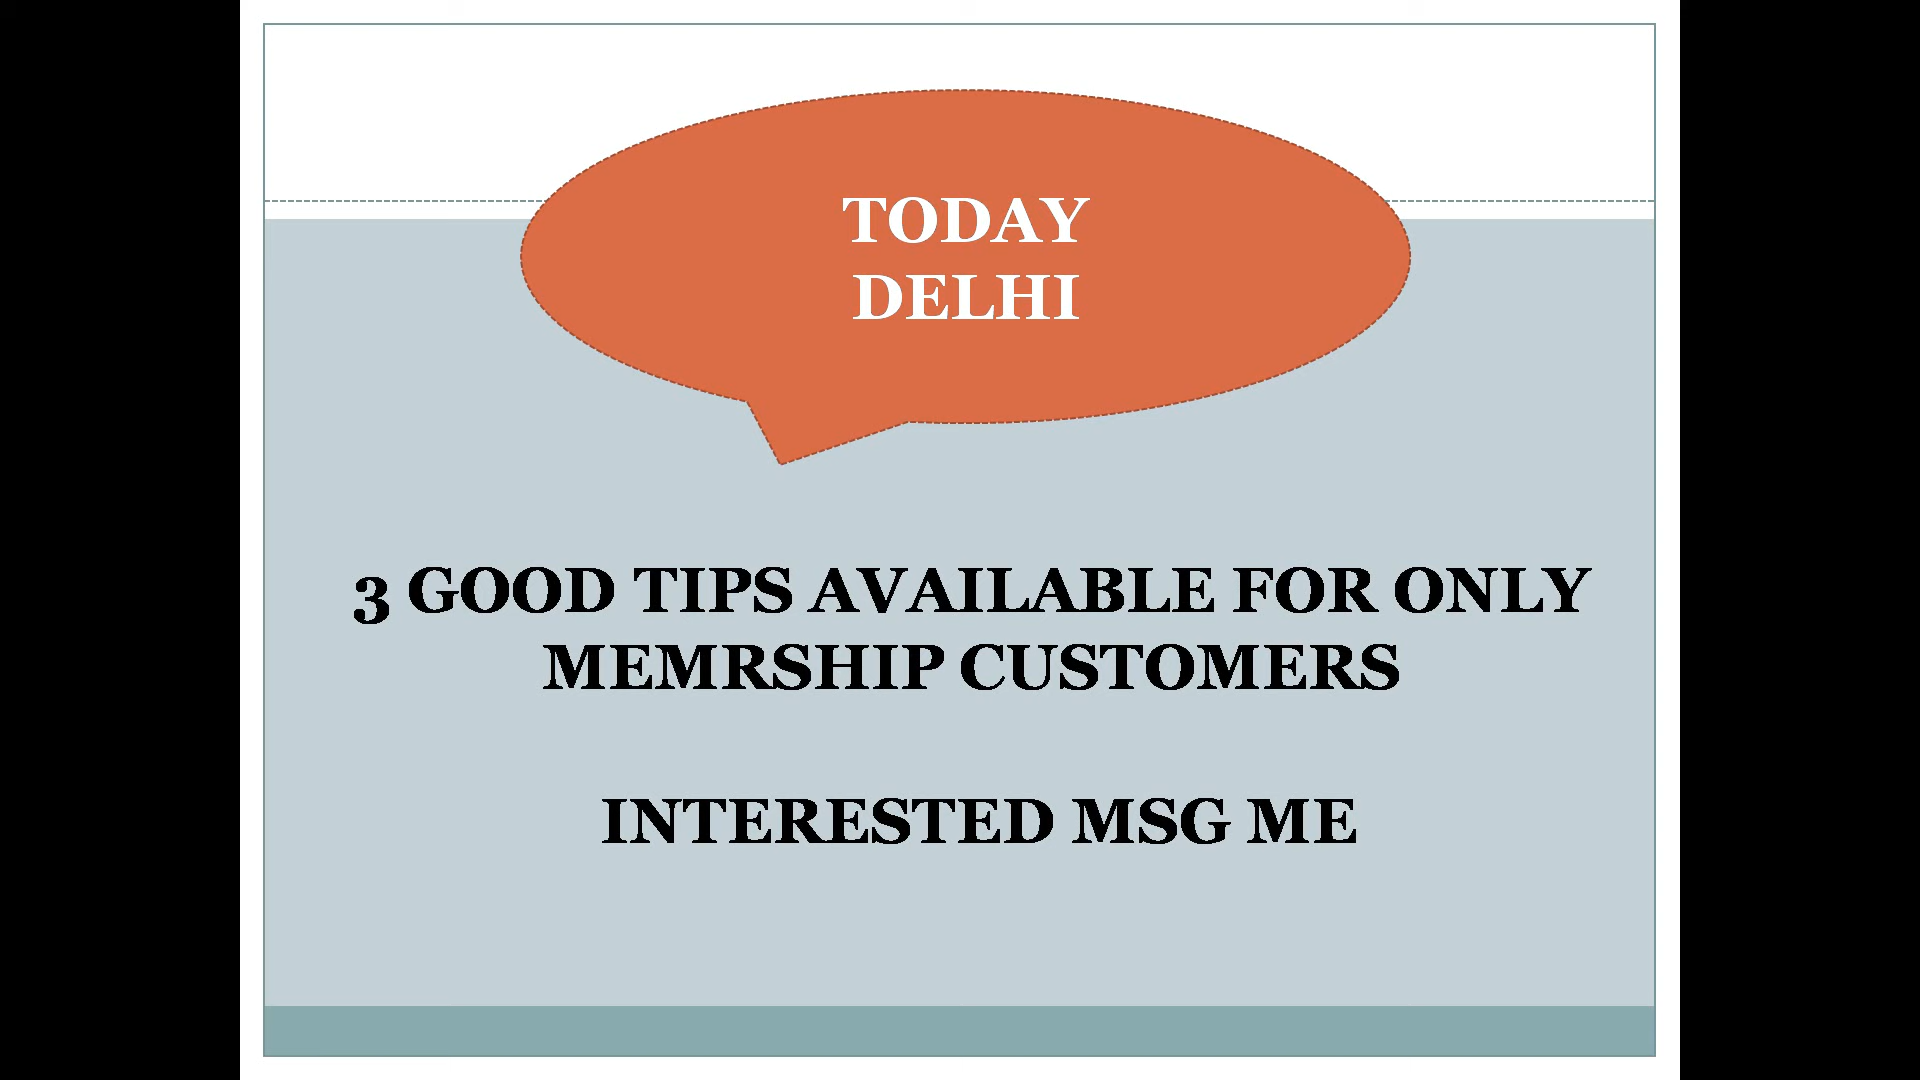 TODAY
DELHI
3 GOOD TIPS AVAILABLE FOR ONLY
MEMRSHIP CUSTOMERS
INTERESTED MSG ME